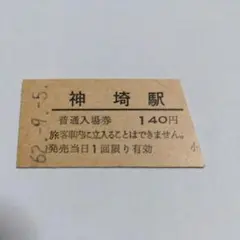 神埼駅
普通入場券 140円
旅客車内に立入ることはできません。
発売当日1回限り有効
62.-9.-5.